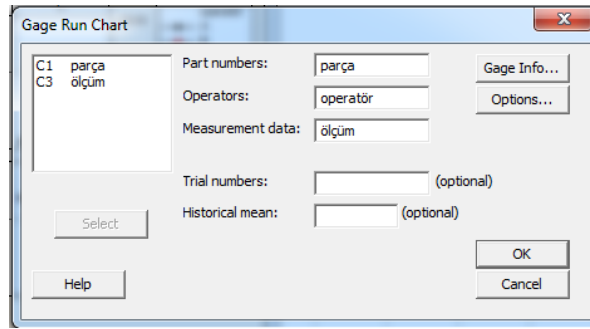 Gage Run Chart
C1 parça
C3 ölçüm
Part numbers: parça
Operators: operatör
Measurement data: ölçüm
Trial numbers: (optional)
Historical mean: (optional)
Gage Info...
Options...
Select
OK
Help
Cancel